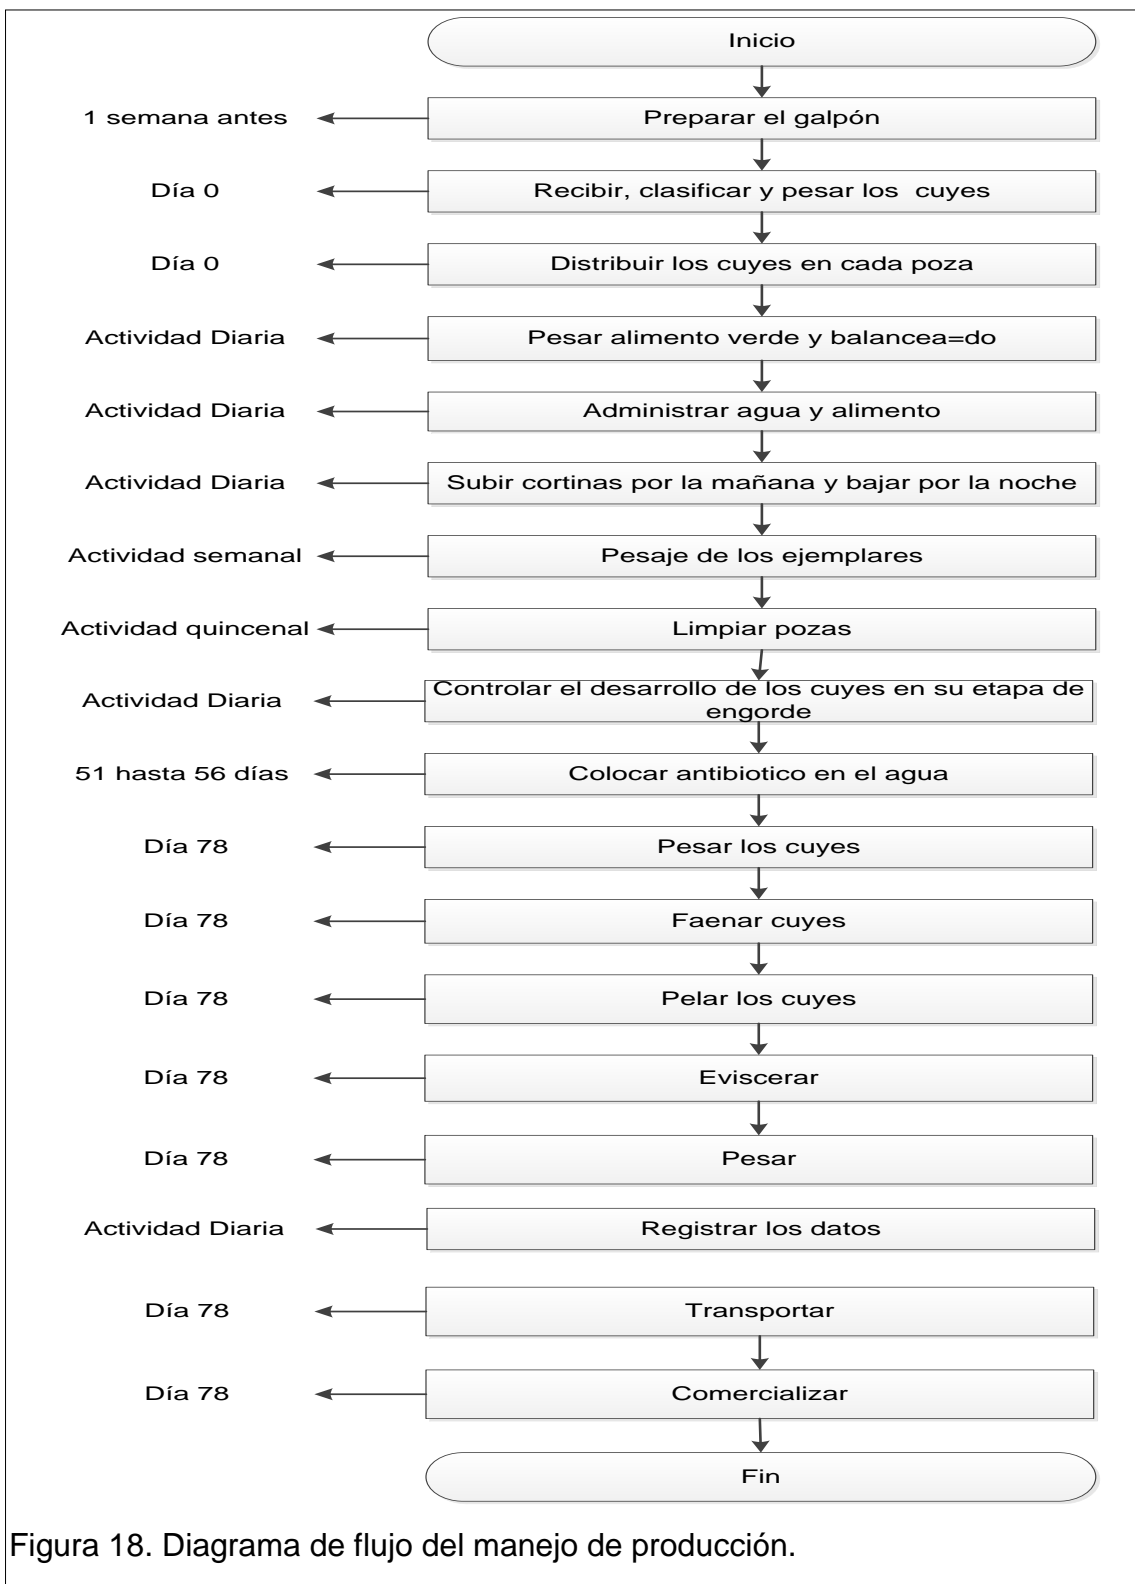 Inicio
1 semana antes Preparar el galpón
Día 0 Recibir, clasificar y pesar los cuyes
Día 0 Distribuir los cuyes en cada poza
Actividad Diaria Pesar alimento verde y balancea=do
Actividad Diaria Administrar agua y alimento
Actividad Diaria Subir cortinas por la mañana y bajar por la noche
Actividad semanal Pesaje de los ejemplares
Actividad quincenal Limpiar pozas
Actividad Diaria Controlar el desarrollo de los cuyes en su etapa de
engorde
51 hasta 56 días Colocar antibiotico en el agua
Día 78 Pesar los cuyes
Día 78 Faenar cuyes
Día 78 Pelar los cuyes
Día 78 Eviscerar
Día 78 Pesar
Actividad Diaria Registrar los datos
Día 78 Transportar
Día 78 Comercializar
Fin
Figura 18. Diagrama de flujo del manejo de producción.